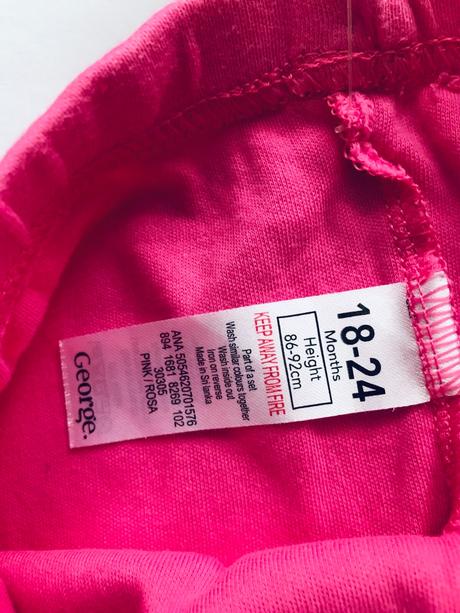 18-24
Months
Height
86-92cm
KEEP AWAY FROM FIRE
Part of a set
Wash similar colours together
Wash inside out
Iron on reverse
Made in Sri lanka
ANA 5054620701576
894 1681 8269 102
30305
PINK / ROSA
George.